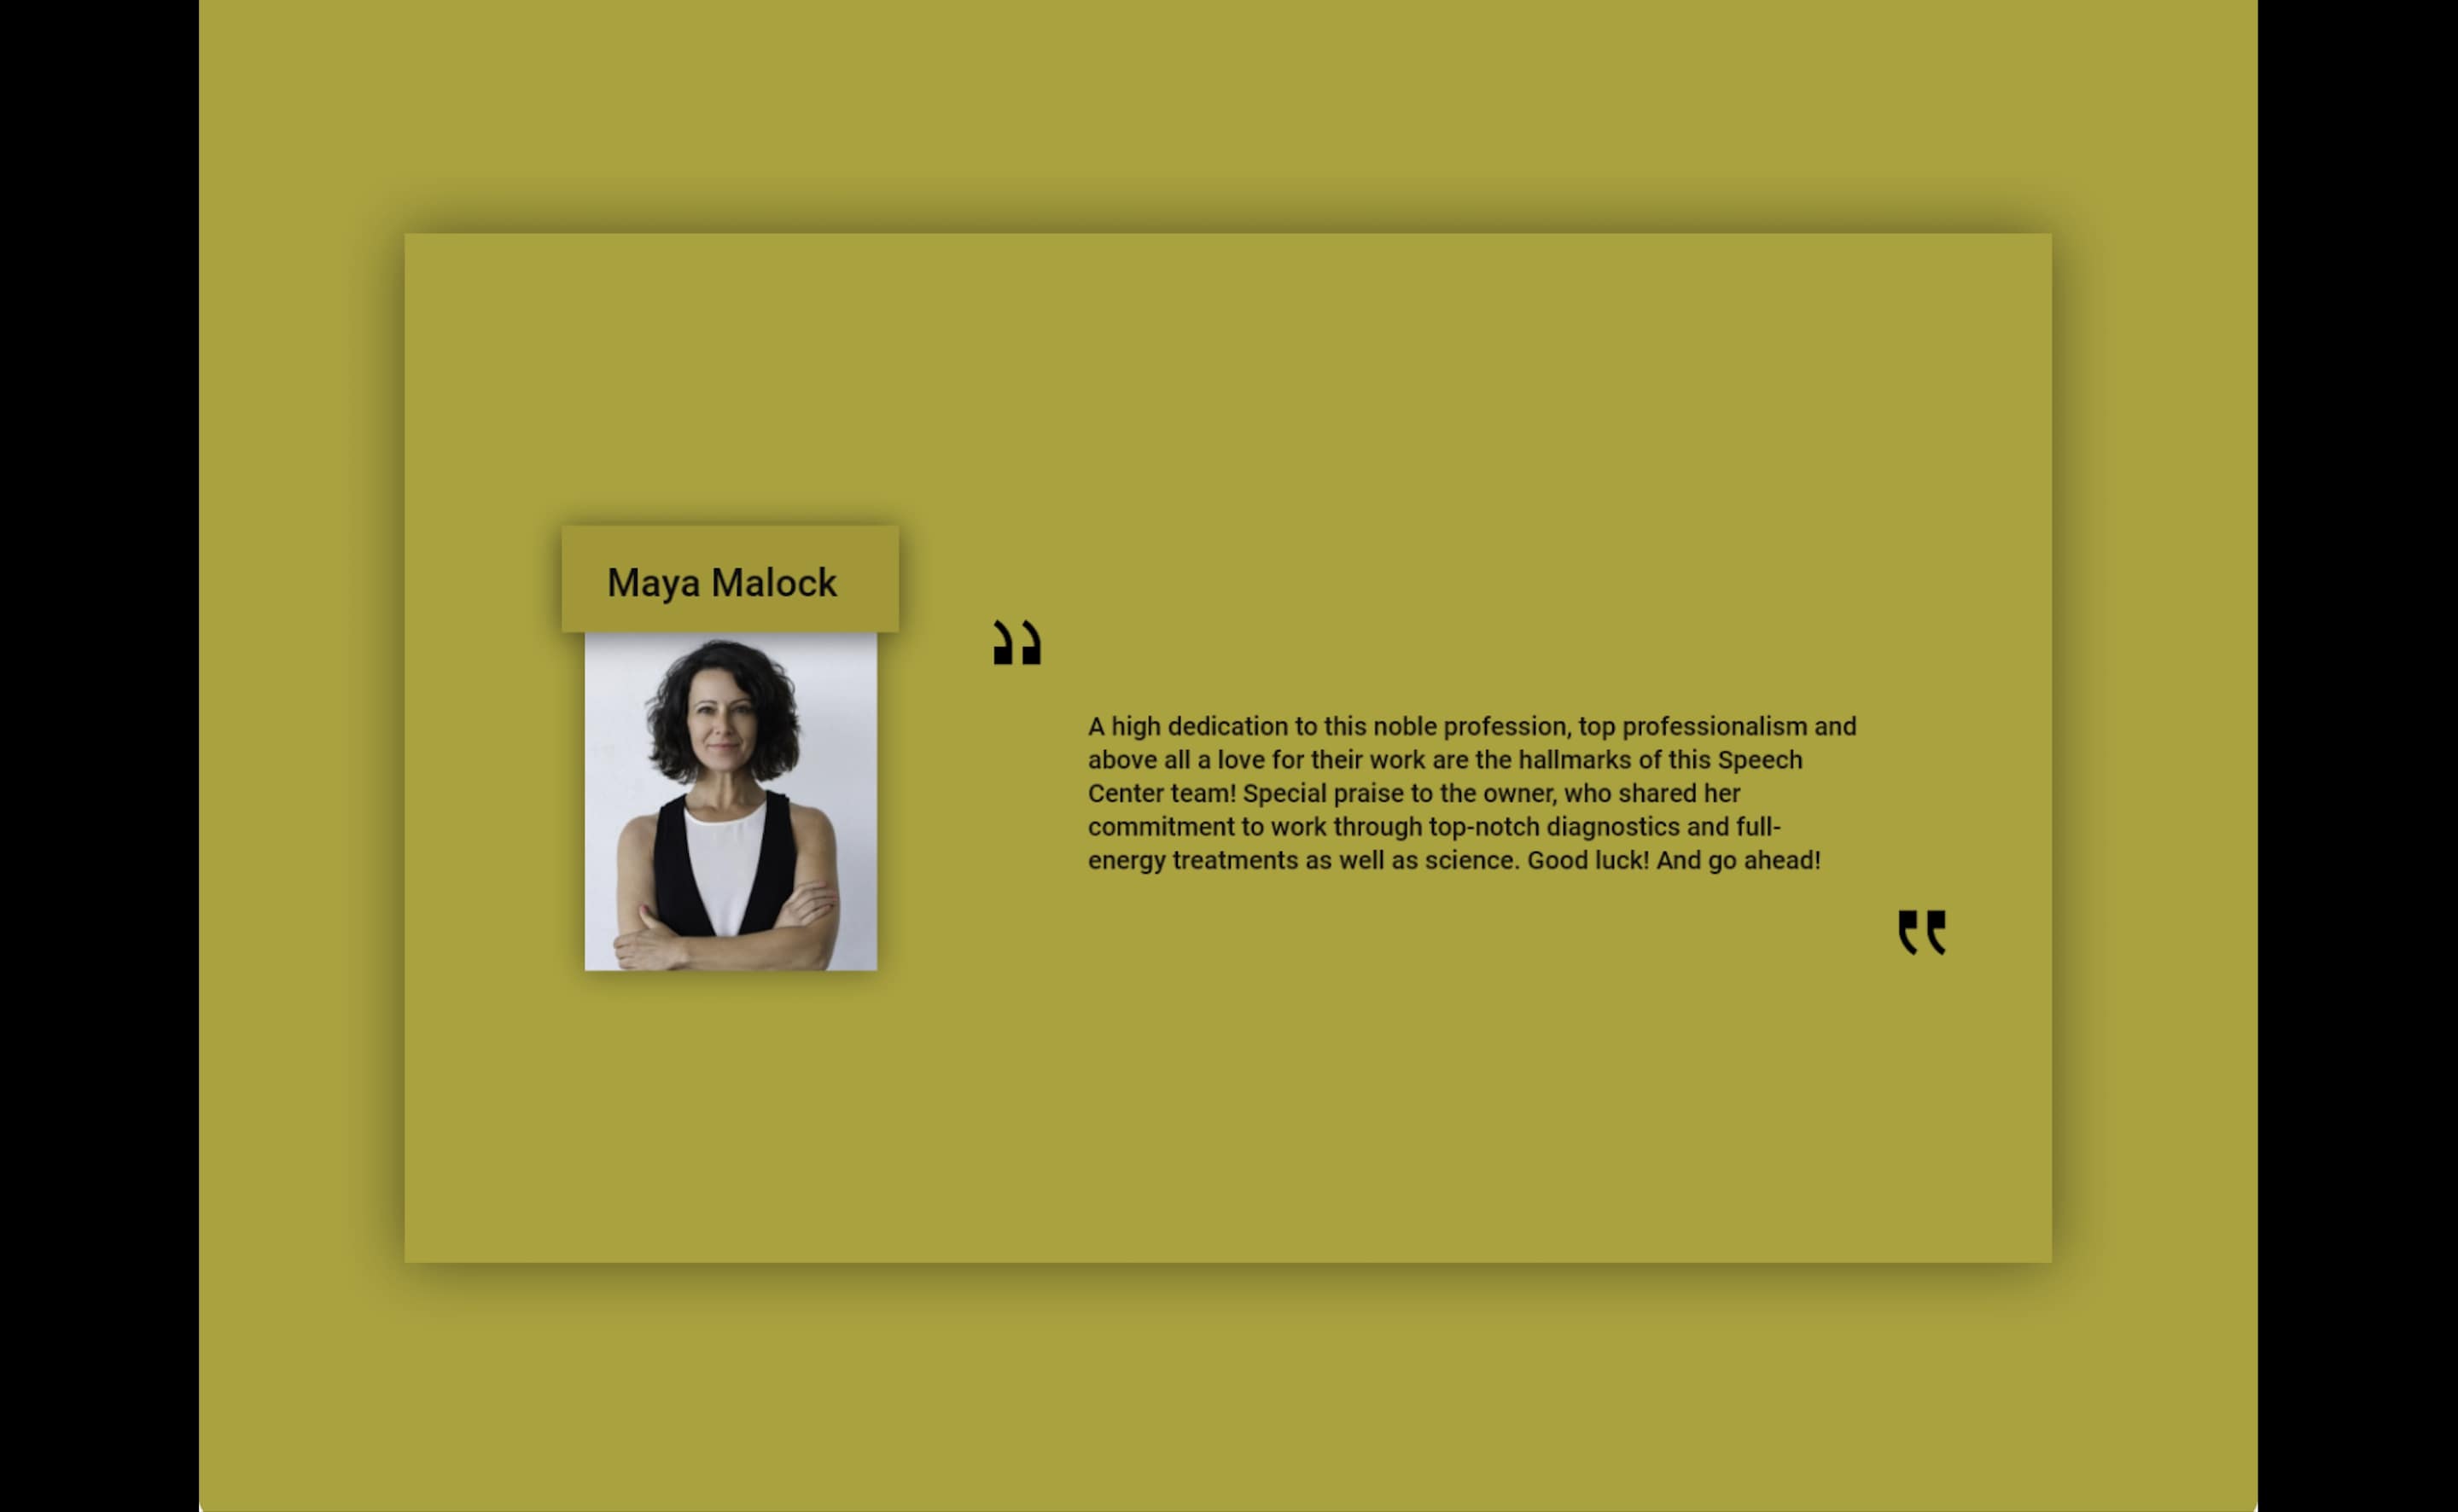 Maya Malock
A high dedication to this noble profession, top professionalism and
above all a love for their work are the hallmarks of this Speech
Center team! Special praise to the owner, who shared her
commitment to work through top-notch diagnostics and full-
energy treatments as well as science. Good luck! And go ahead!